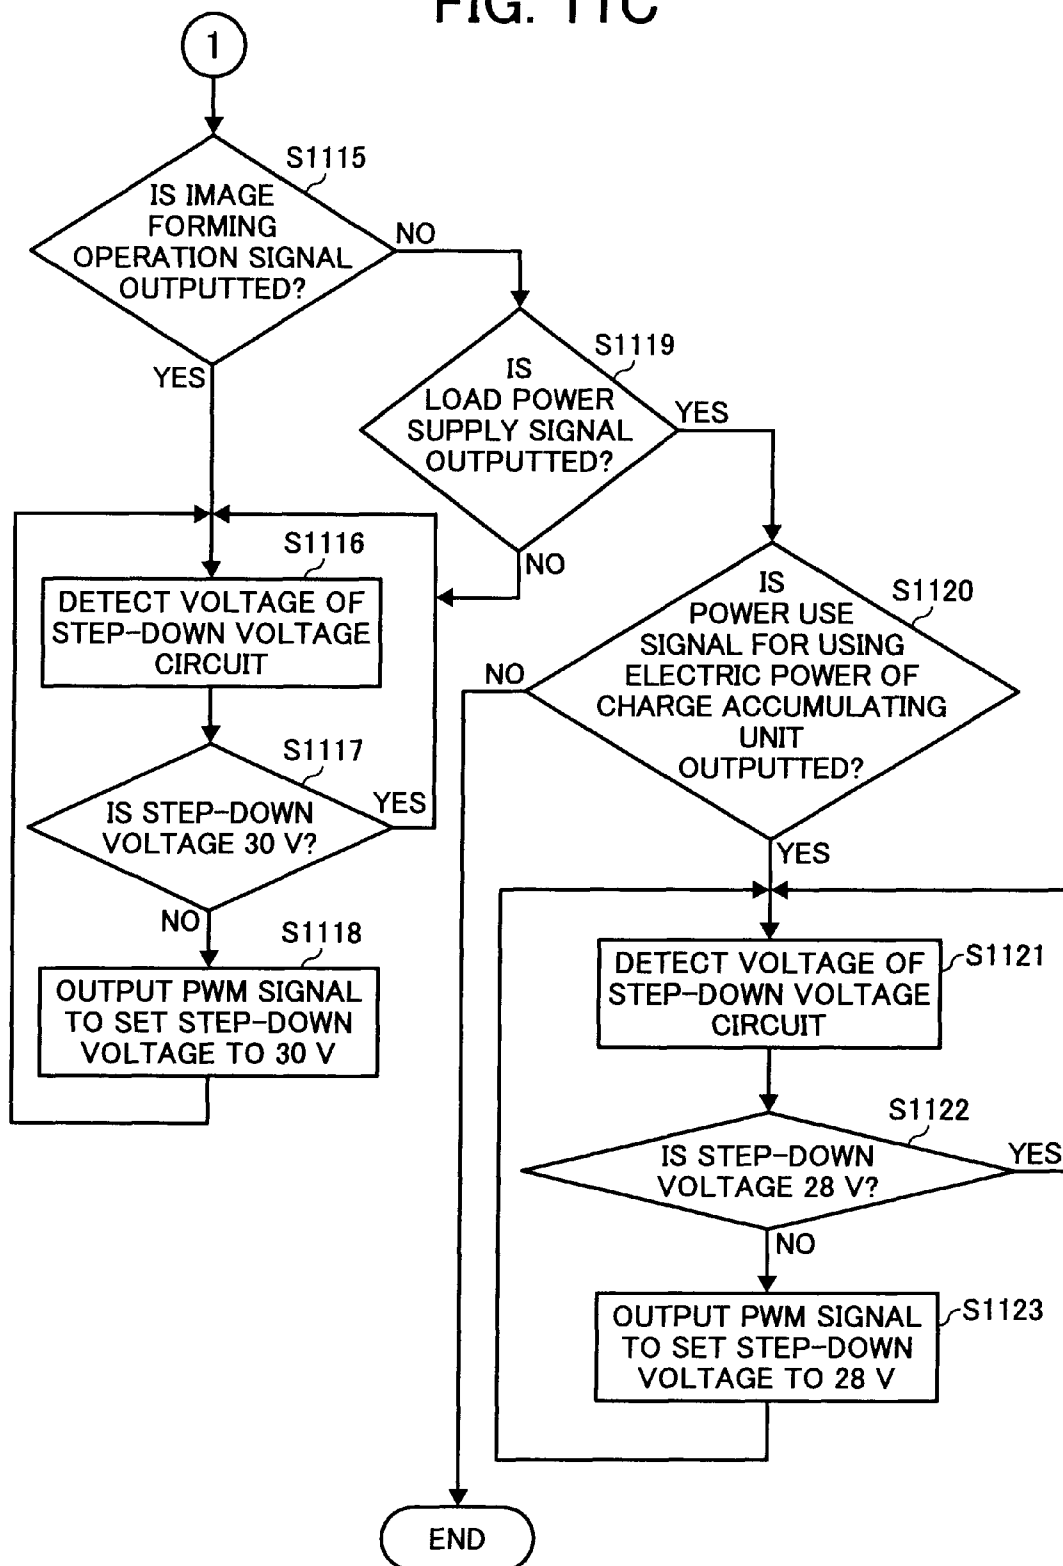 FIG. 11C
1
S1115
IS IMAGE
FORMING
OPERATION SIGNAL
OUTPUTTED?
NO
YES
S1119
IS
LOAD POWER
SUPPLY SIGNAL
OUTPUTTED?
YES
NO
S1116
DETECT VOLTAGE OF
STEP-DOWN VOLTAGE
CIRCUIT
S1117
IS STEP-DOWN
VOLTAGE 30 V?
YES
NO
S1118
OUTPUT PWM SIGNAL
TO SET STEP-DOWN
VOLTAGE TO 30 V
S1120
IS
POWER USE
SIGNAL FOR USING
ELECTRIC POWER OF
CHARGE ACCUMULATING
UNIT
OUTPUTTED?
NO
YES
S1121
DETECT VOLTAGE OF
STEP-DOWN VOLTAGE
CIRCUIT
S1122
IS STEP-DOWN
VOLTAGE 28 V?
YES
NO
S1123
OUTPUT PWM SIGNAL
TO SET STEP-DOWN
VOLTAGE TO 28 V
END